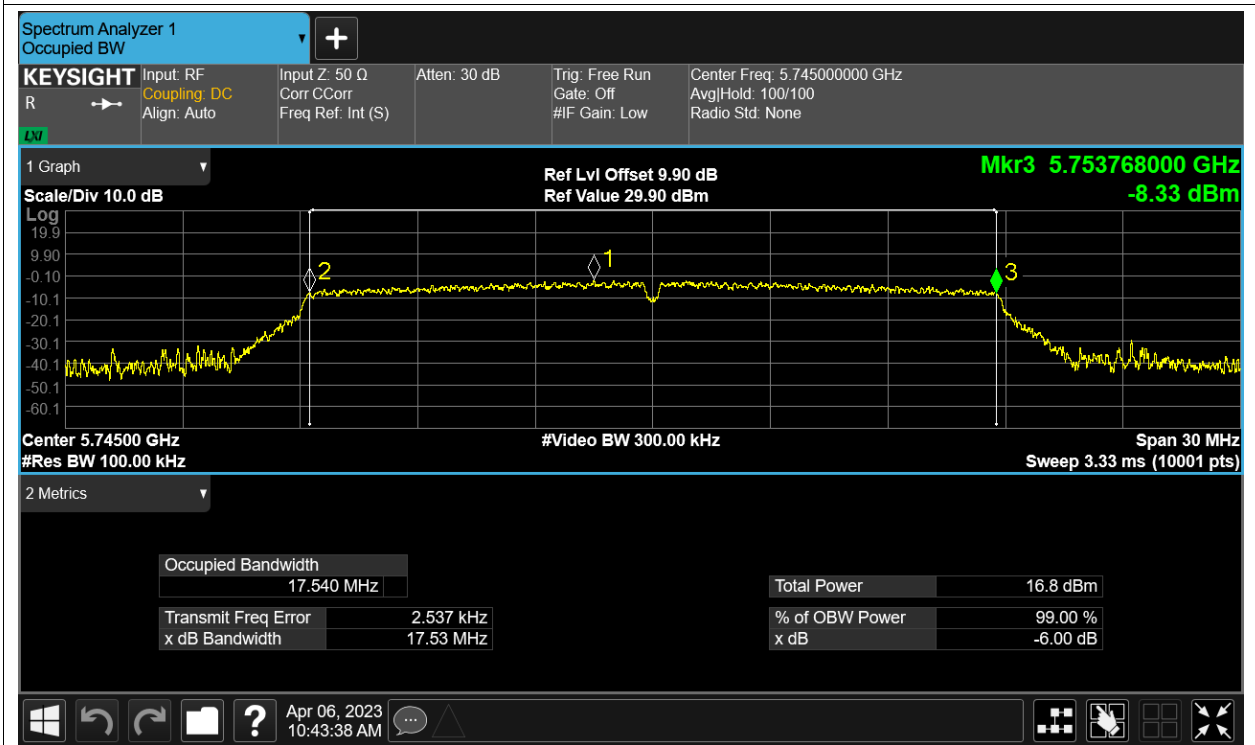 Spectrum Analyzer 1
Occupied BW
KEYSIGHT
R
LXI
Input: RF
Coupling: DC
Align: Auto
Input Z: 50 Ω
Corr CCorr
Freq Ref: Int (S)
Atten: 30 dB
Trig: Free Run
Gate: Off
#IF Gain: Low
Center Freq: 5.745000000 GHz
Avg|Hold: 100/100
Radio Std: None
1 Graph
Scale/Div 10.0 dB
Ref Lvl Offset 9.90 dB
Ref Value 29.90 dBm
Mkr3 5.753768000 GHz
-8.33 dBm
Log
19.9
9.90
-0.10
-10.1
-20.1
-30.1
-40.1
-50.1
-60.1
2
1
3
Center 5.74500 GHz
#Video BW 300.00 kHz
Span 30 MHz
#Res BW 100.00 kHz
Sweep 3.33 ms (10001 pts)
2 Metrics
Occupied Bandwidth
17.540 MHz
Total Power 16.8 dBm
Transmit Freq Error 2.537 kHz
% of OBW Power 99.00 %
x dB Bandwidth 17.53 MHz
x dB -6.00 dB
?
Apr 06, 2023
10:43:38 AM